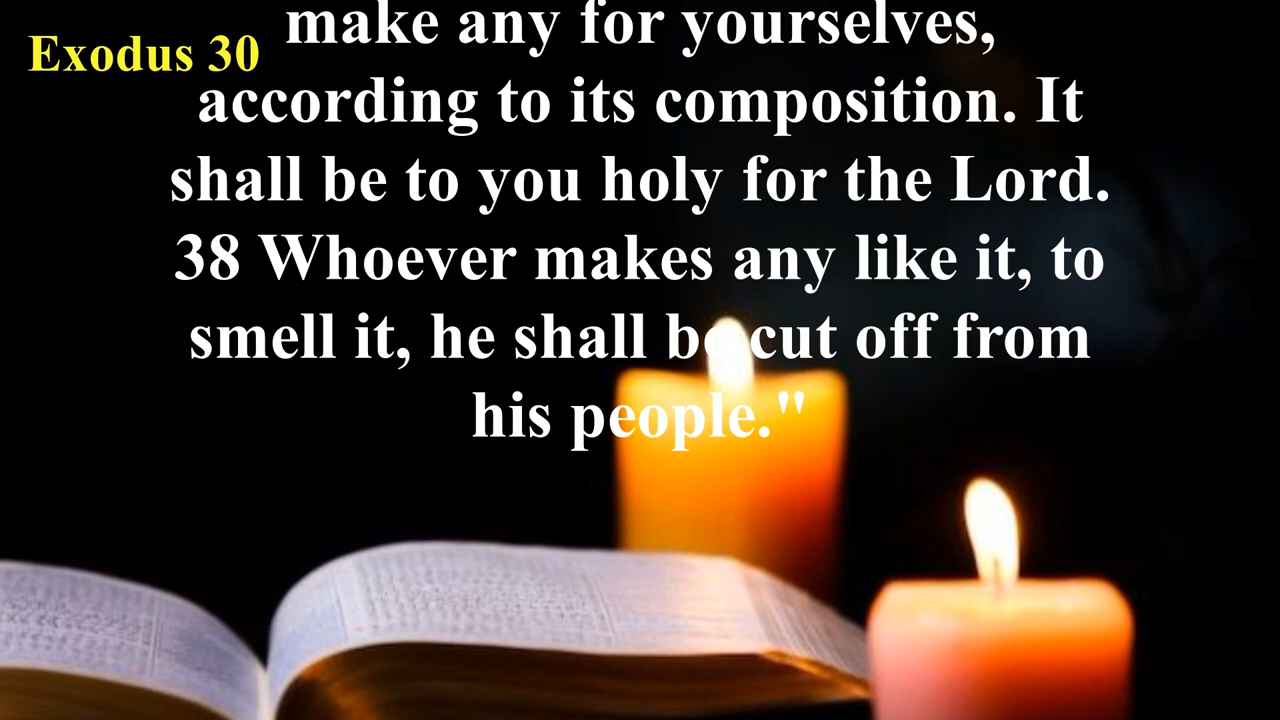 Exodus 30
make any for yourselves,
according to its composition. It
shall be to you holy for the Lord.
38 Whoever makes any like it, to
smell it, he shall be cut off from
his people."